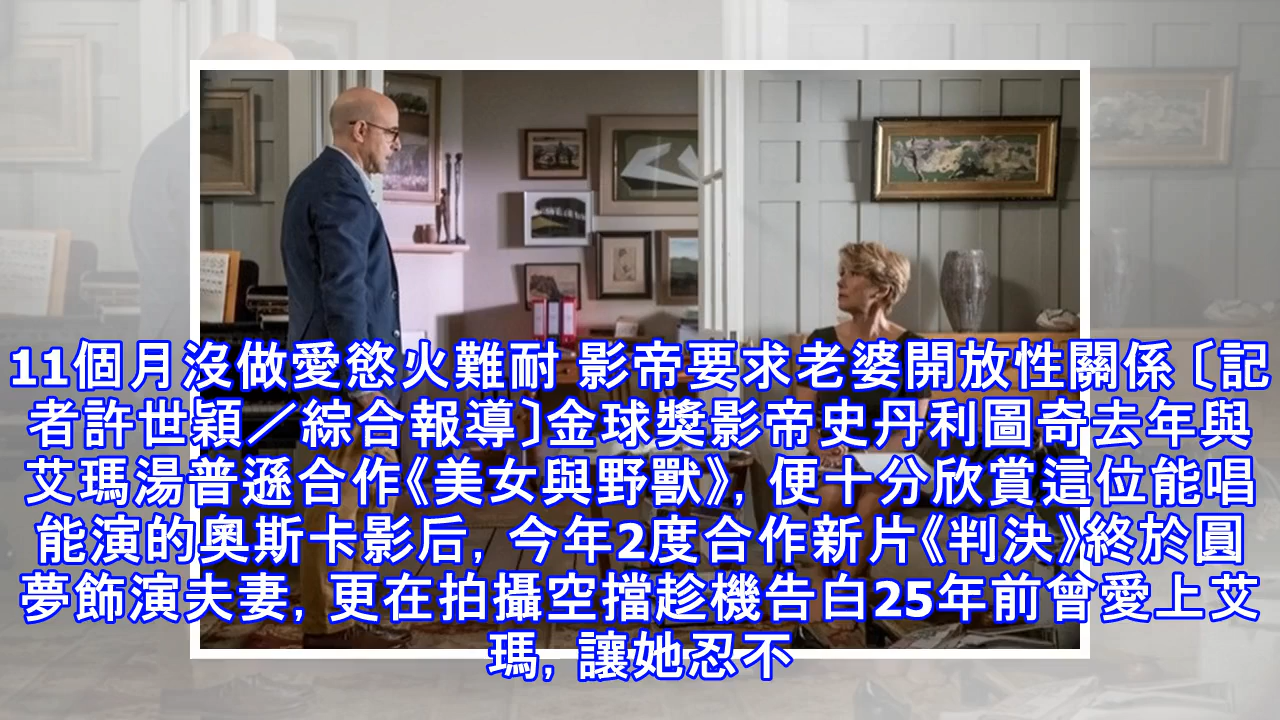 11個月沒做愛慾火難耐 影帝要求老婆開放性關係〔記
者許世穎／綜合報導〕金球獎影帝史丹利圖奇去年與
艾瑪湯普遜合作《美女與野獸》, 便十分欣賞這位能唱
能演的奧斯卡影后, 今年2度合作新片《判決》終於圓
夢飾演夫妻, 更在拍攝空擋趁機告白25年前曾愛上艾
瑪, 讓她忍不